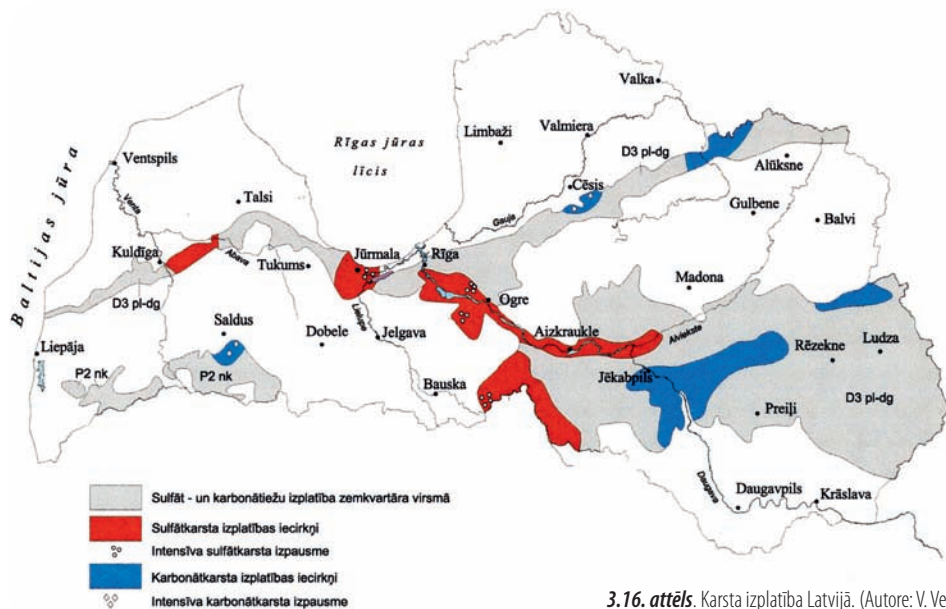 Valka
Limbaži
Valmiera
D3 pl-dg
Rīgas jūras
līcis
Alūksne
Ventspils
Cēsis
Baltijas jūra
Talsi
Venta
Gauja
Gulbene
Balvi
Kuldīga
Abava
Jūrmala
Rīga
Tukums
Madona
D3 pl-dg
Ogre
Lielupe
Saldus
Dobele
Jelgava
Aizkraukle
Aiviekste
Ludza
Liepāja
Rēzekne
P2 nk
P2 nk
Bauska
Jēkabpils
Preiļi
D3 pl-dg
Daugava
Daugavpils
Krāslava
Sulfāt - un karbonātiežu izplatība zemkvartāra virsmā
Sulfātkarsta izplatības iecirkņi
Intensīva sulfātkarsta izpausme
Karbonātkarsta izplatības iecirkņi
Intensīva karbonātkarsta izpausme
3.16. attēls. Karsta izplatība Latvijā. (Autore: V. Ve